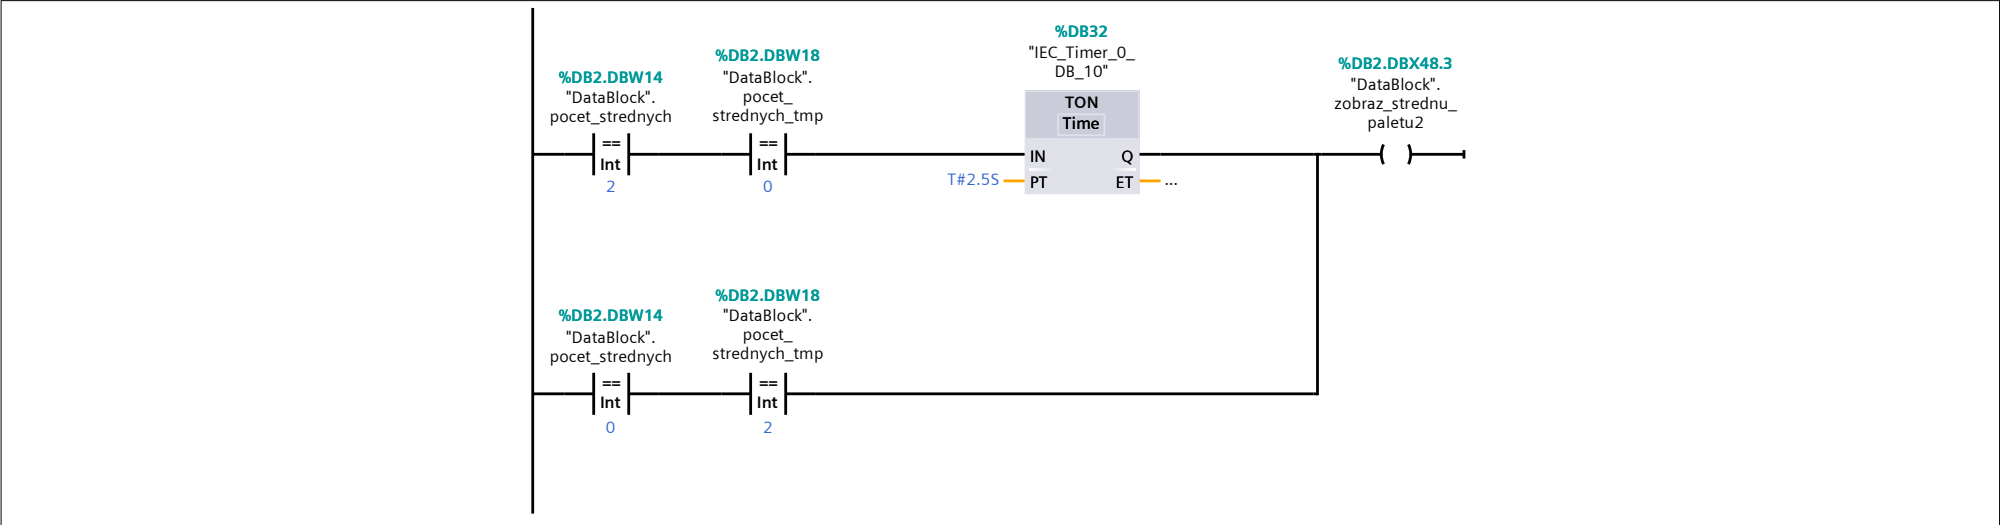 %DB2.DBW14
"DataBlock".
pocet_strednych
==
Int
2
%DB2.DBW18
"DataBlock".
pocet_
strednych_tmp
==
Int
0
%DB32
"IEC_Timer_0_
DB_10"
TON
Time
IN Q
T#2.5S PT ET ...
%DB2.DBX48.3
"DataBlock".
zobraz_strednu_
paletu2
( )
%DB2.DBW14
"DataBlock".
pocet_strednych
==
Int
0
%DB2.DBW18
"DataBlock".
pocet_
strednych_tmp
==
Int
2